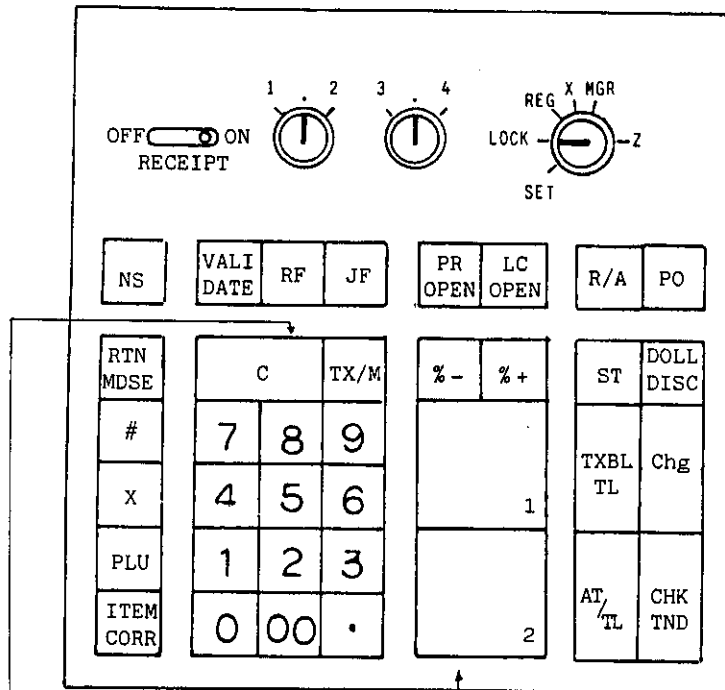 1 · 2 3 · 4 REG X MGR
OFF ON LOCK Z
RECEIPT SET
NS VALI DATE RF JF PR OPEN LC OPEN R/A PO
RTN MDSE C TX/M %- %+ ST DOLL DISC
# 7 8 9 TXBL TL Chg
X 4 5 6 1
PLU 1 2 3
ITEM CORR 0 00 · 2 AT/TL CHK TND